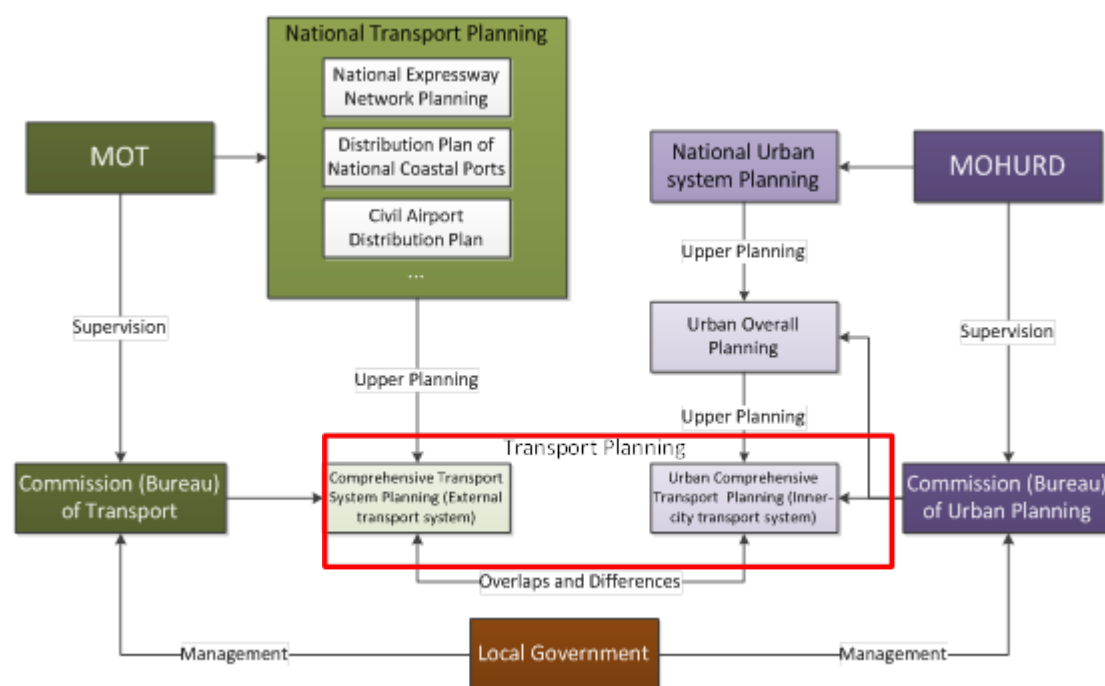 National Transport Planning
National Expressway
Network Planning
Distribution Plan of
National Coastal Ports
Civil Airport
Distribution Plan
...
MOT
National Urban
system Planning
MOHURD
Upper Planning
Supervision
Urban Overall
Planning
Supervision
Upper Planning
Upper Planning
Transport Planning
Commission (Bureau)
of Transport
Comprehensive Transport
System Planning (External
transport system)
Urban Comprehensive
Transport Planning (Inner-
city transport system)
Commission (Bureau)
of Urban Planning
Overlaps and Differences
Management
Local Government
Management